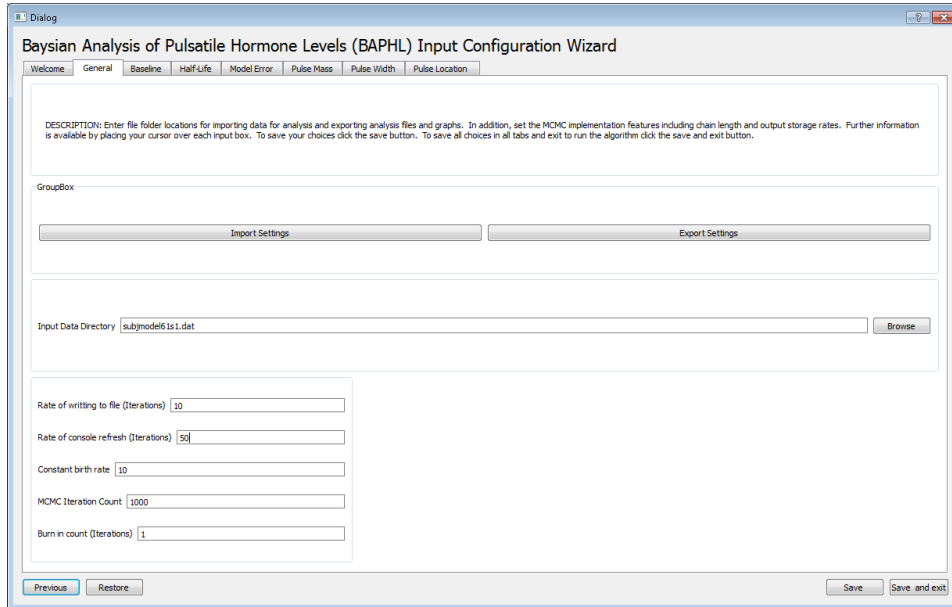 Dialog
Baysian Analysis of Pulsatile Hormone Levels (BAPHL) Input Configuration Wizard
Welcome General Baseline Half-Life Model Error Pulse Mass Pulse Width Pulse Location
DESCRIPTION: Enter file folder locations for importing data for analysis and exporting analysis files and graphs. In addition, set the MCMC implementation features including chain length and output storage rates. Further information
is available by placing your cursor over each input box. To save your choices click the save button. To save all choices in all tabs and exit to run the algorithm click the save and exit button.
GroupBox
Import Settings Export Settings
Input Data Directory subjmodel61s1.dat Browse
Rate of writting to file (Iterations) 10
Rate of console refresh (Iterations) 50
Constant birth rate 10
MCMC Iteration Count 1000
Burn in count (Iterations) 1
Previous Restore Save Save and exit